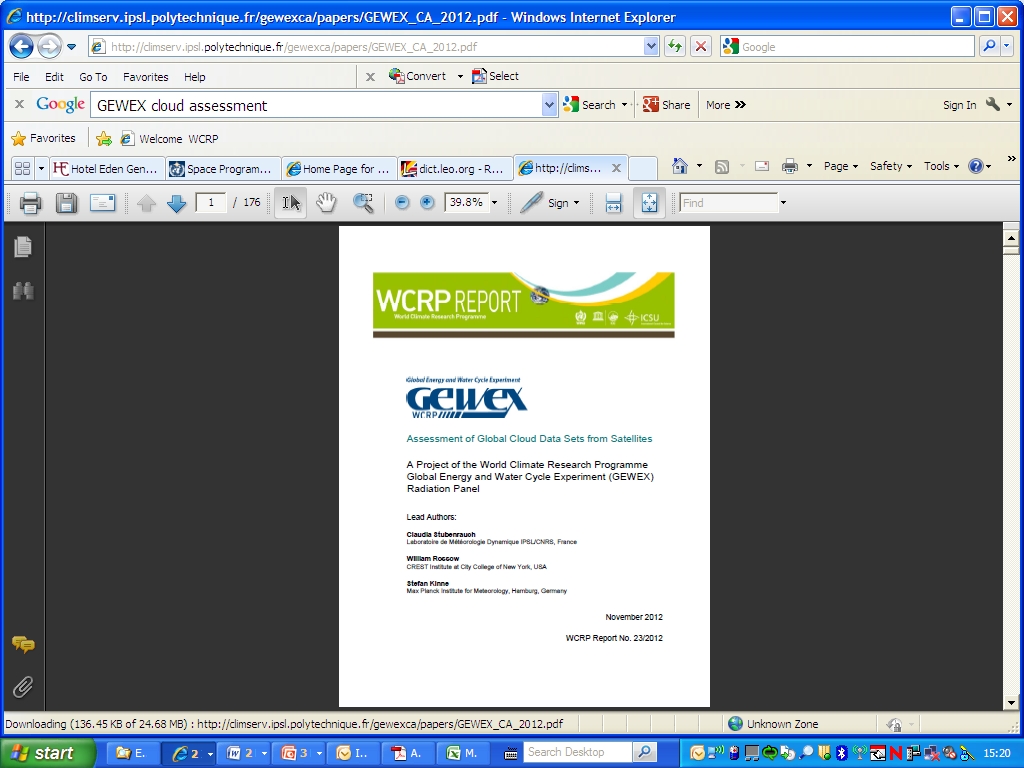 http://climserv.ipsl.polytechnique.fr/gewexca/papers/GEWEX_CA_2012.pdf - Windows Internet Explorer
http://climserv.ipsl.polytechnique.fr/gewexca/papers/GEWEX_CA_2012.pdf Google
File Edit Go To Favorites Help x Convert Select
x Google GEWEX cloud assessment Search Share More » Sign In
Favorites Welcome WCRP
Hotel Eden Gen... Space Program... Home Page for ... dict.leo.org - R... http://clims... Page Safety Tools »
1 / 176 39.8% Sign Find
WCRP REPORT
World Climate Research Programme
ICSU
Global Energy and Water Cycle Experiment
GEWEX
WCRP
Assessment of Global Cloud Data Sets from Satellites
A Project of the World Climate Research Programme
Global Energy and Water Cycle Experiment (GEWEX)
Radiation Panel
Lead Authors:
Claudia Stubenrauch
Laboratoire de Météorologie Dynamique IPSL/CNRS, France
William Rossow
CREST Institute at City College of New York, USA
Stefan Kinne
Max Planck Institute for Meteorology, Hamburg, Germany
November 2012
WCRP Report No. 23/2012
Downloading (136.45 KB of 24.68 MB) : http://climserv.ipsl.polytechnique.fr/gewexca/papers/GEWEX_CA_2012.pdf Unknown Zone
start E. 2 2 3 I.. A. M. Search Desktop 15:20